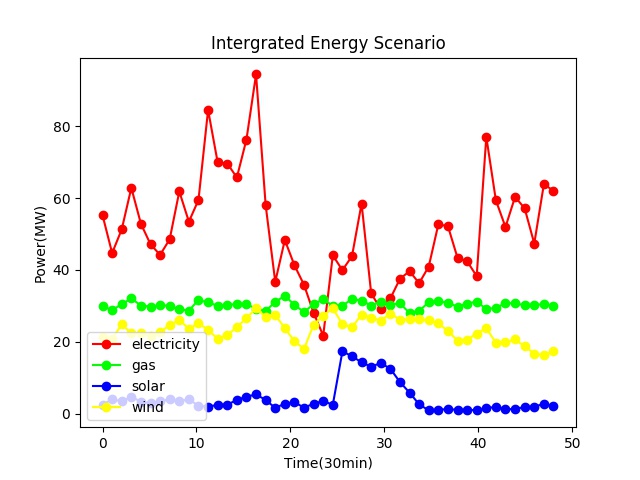 Intergrated Energy Scenario
Power(MW)
80
60
40
20
0
electricity
gas
solar
wind
0 10 20 30 40 50
Time(30min)